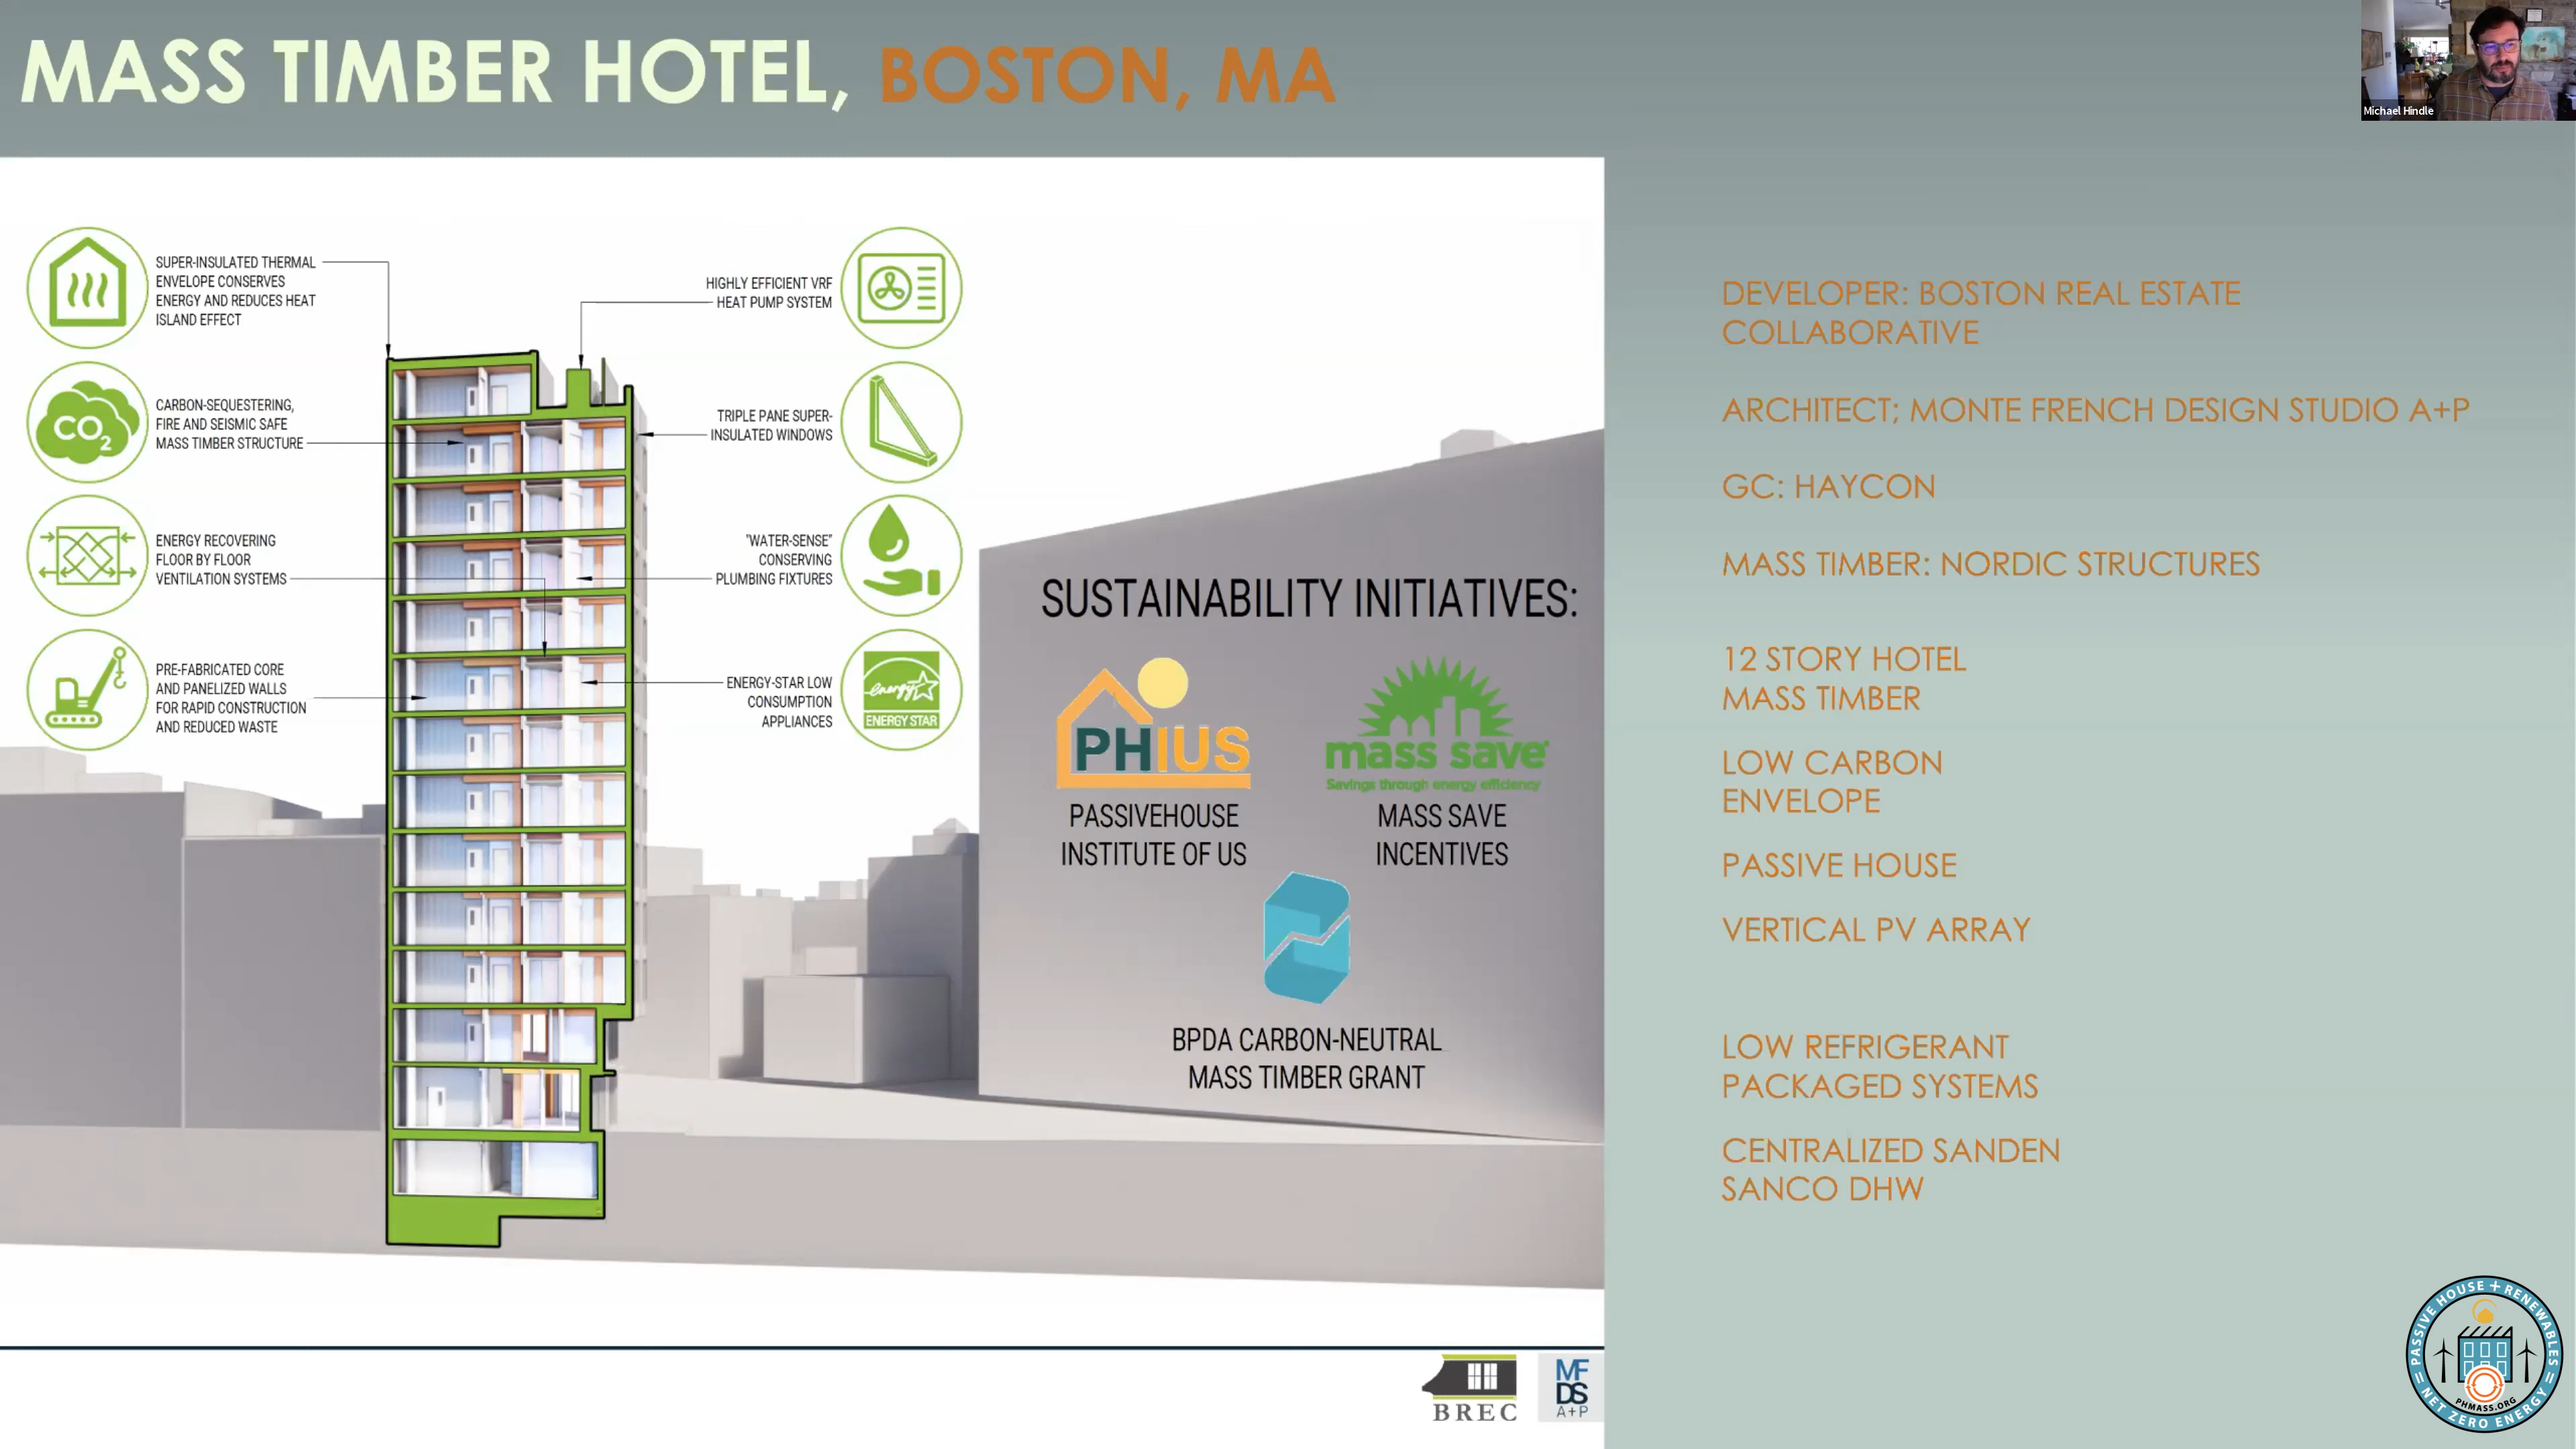 MASS TIMBER HOTEL, BOSTON, MA
Michael Hindle
SUPER-INSULATED THERMAL
ENVELOPE CONSERVES
ENERGY AND REDUCES HEAT
ISLAND EFFECT
CO2
CARBON-SEQUESTERING,
FIRE AND SEISMIC SAFE
MASS TIMBER STRUCTURE
ENERGY RECOVERING
FLOOR BY FLOOR
VENTILATION SYSTEMS
PRE-FABRICATED CORE
AND PANELIZED WALLS
FOR RAPID CONSTRUCTION
AND REDUCED WASTE
HIGHLY EFFICIENT VRF
HEAT PUMP SYSTEM
TRIPLE PANE SUPER-
INSULATED WINDOWS
"WATER-SENSE"
CONSERVING
PLUMBING FIXTURES
ENERGY-STAR LOW
CONSUMPTION
APPLIANCES
energy
ENERGY STAR
SUSTAINABILITY INITIATIVES:
PHIUS
PASSIVEHOUSE
INSTITUTE OF US
mass save
Savings through energy efficiency
MASS SAVE
INCENTIVES
BPDA CARBON-NEUTRAL
MASS TIMBER GRANT
BREC
MF
DS
A+P
DEVELOPER: BOSTON REAL ESTATE
COLLABORATIVE
ARCHITECT; MONTE FRENCH DESIGN STUDIO A+P
GC: HAYCON
MASS TIMBER: NORDIC STRUCTURES
12 STORY HOTEL
MASS TIMBER
LOW CARBON
ENVELOPE
PASSIVE HOUSE
VERTICAL PV ARRAY
LOW REFRIGERANT
PACKAGED SYSTEMS
CENTRALIZED SANDEN
SANCO DHW
PASSIVE HOUSE + RENEWABLES
= NET ZERO ENERGY =
PHMASS.ORG